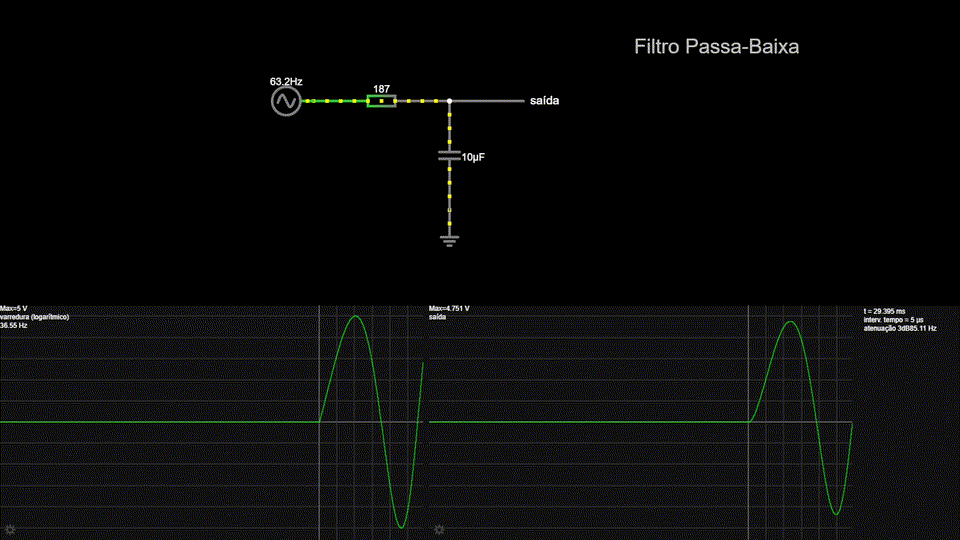 Filtro Passa-Baixa
63.2Hz
187
saída
10μF
Max=5 V
varredura (logarítmico)
36.55 Hz
Max=4.751 V
saída
t = 29.395 ms
interv. tempo = 5 μs
atenuação 3dB85.11 Hz